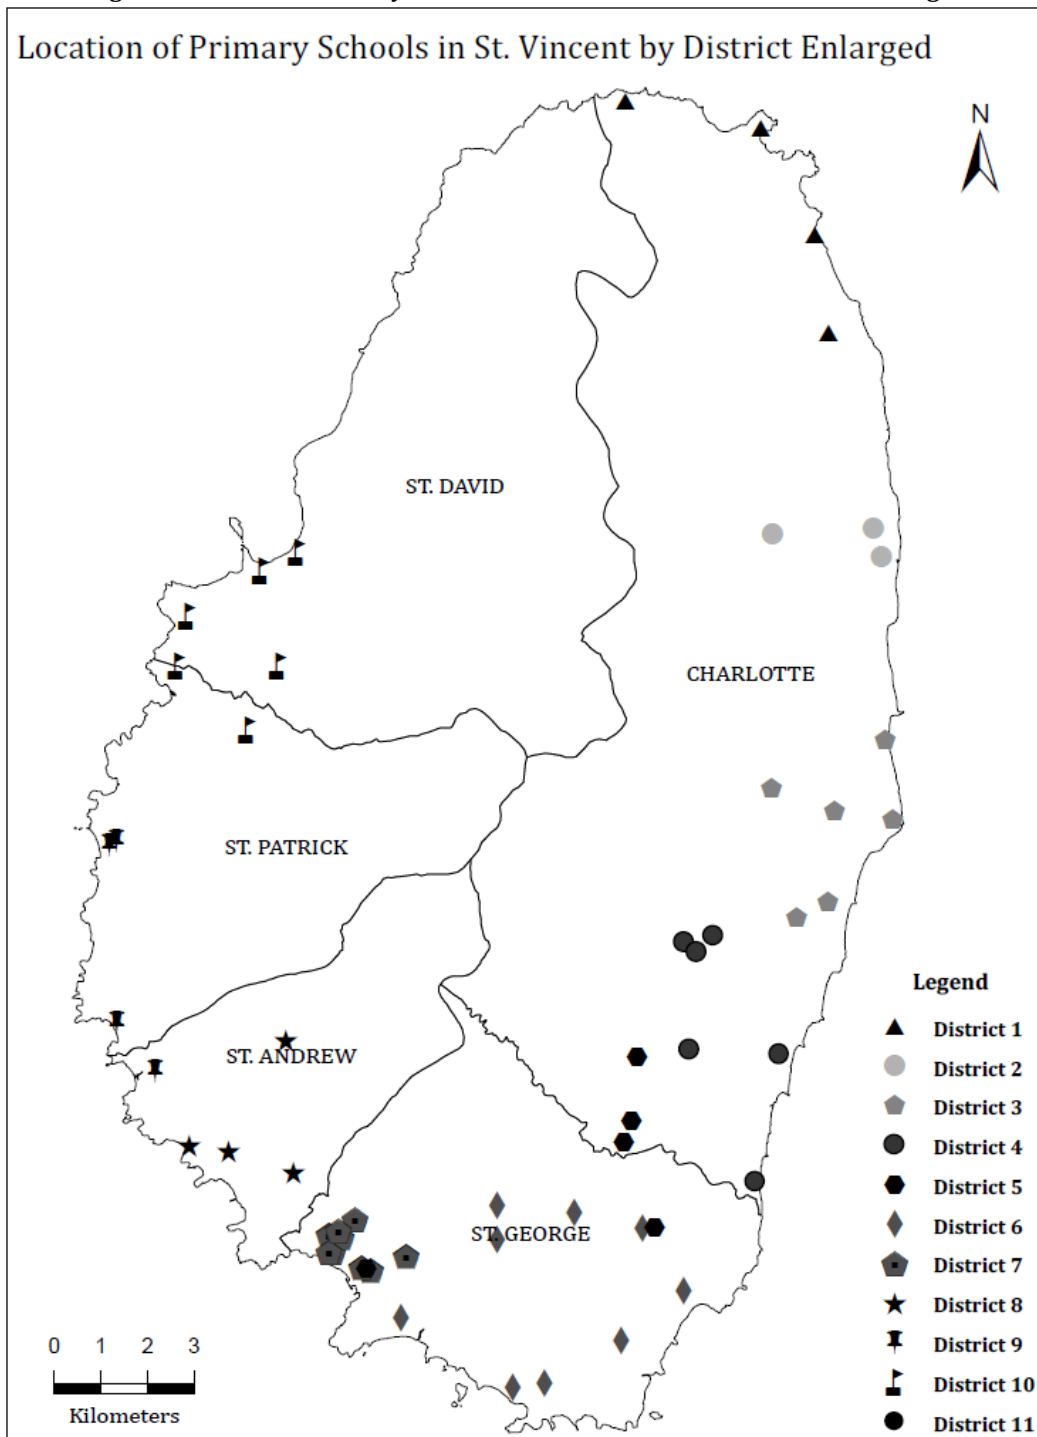 Location of Primary Schools in St. Vincent by District Enlarged
N
ST. DAVID
CHARLOTTE
ST. PATRICK
ST. ANDREW
ST. GEORGE
Legend
District 1
District 2
District 3
District 4
District 5
District 6
District 7
District 8
District 9
District 10
District 11
0 1 2 3
Kilometers